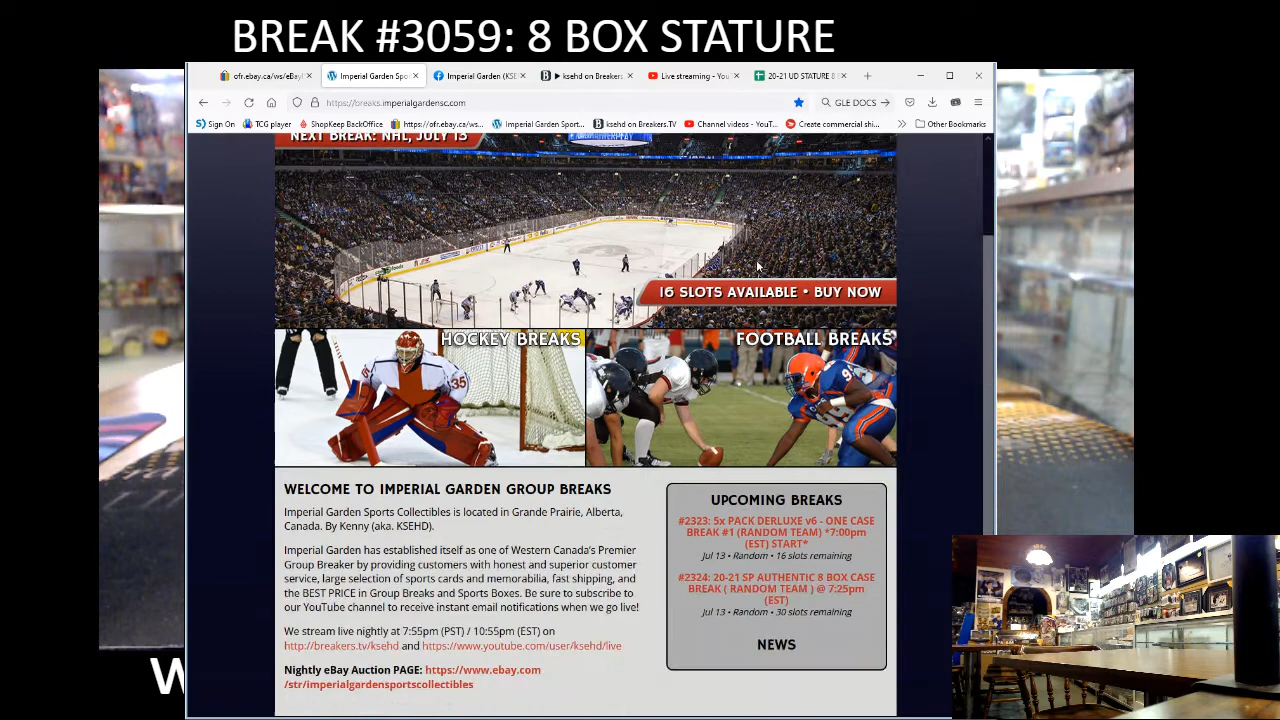 BREAK #3059: 8 BOX STATURE
ofr.ebay.ca/ws/eBayI
Imperial Garden Spo
Imperial Garden (KSE
ksehd on Breakers
Live streaming - You
20-21 UD STATURE 8
https://breaks.imperialgardensc.com
GLE DOCS
Sign On
TCG player
ShopKeep BackOffice
https://ofr.ebay.ca/ws...
Imperial Garden Sport...
ksehd on Breakers.TV
Channel videos - YouT...
Create commercial shi...
Other Bookmarks
NEXT BREAK: NHL, JULY 13
16 SLOTS AVAILABLE • BUY NOW
HOCKEY BREAKS
FOOTBALL BREAKS
35
WELCOME TO IMPERIAL GARDEN GROUP BREAKS
Imperial Garden Sports Collectibles is located in Grande Prairie, Alberta,
Canada. By Kenny (aka. KSEHD).
Imperial Garden has established itself as one of Western Canada's Premier
Group Breaker by providing customers with honest and superior customer
service, large selection of sports cards and memorabilia, fast shipping, and
the BEST PRICE in Group Breaks and Sports Boxes. Be sure to subscribe to
our YouTube channel to receive instant email notifications when we go live!
We stream live nightly at 7:55pm (PST) / 10:55pm (EST) on
http://breakers.tv/ksehd and https://www.youtube.com/user/ksehd/live
Nightly eBay Auction PAGE: https://www.ebay.com
/str/imperialgardensportscollectibles
UPCOMING BREAKS
#2323: 5x PACK DERLUXE v6 - ONE CASE
BREAK #1 (RANDOM TEAM) *7:00pm
(EST) START*
Jul 13 • Random • 16 slots remaining
#2324: 20-21 SP AUTHENTIC 8 BOX CASE
BREAK ( RANDOM TEAM ) @ 7:25pm
(EST)
Jul 13 • Random • 30 slots remaining
NEWS
W